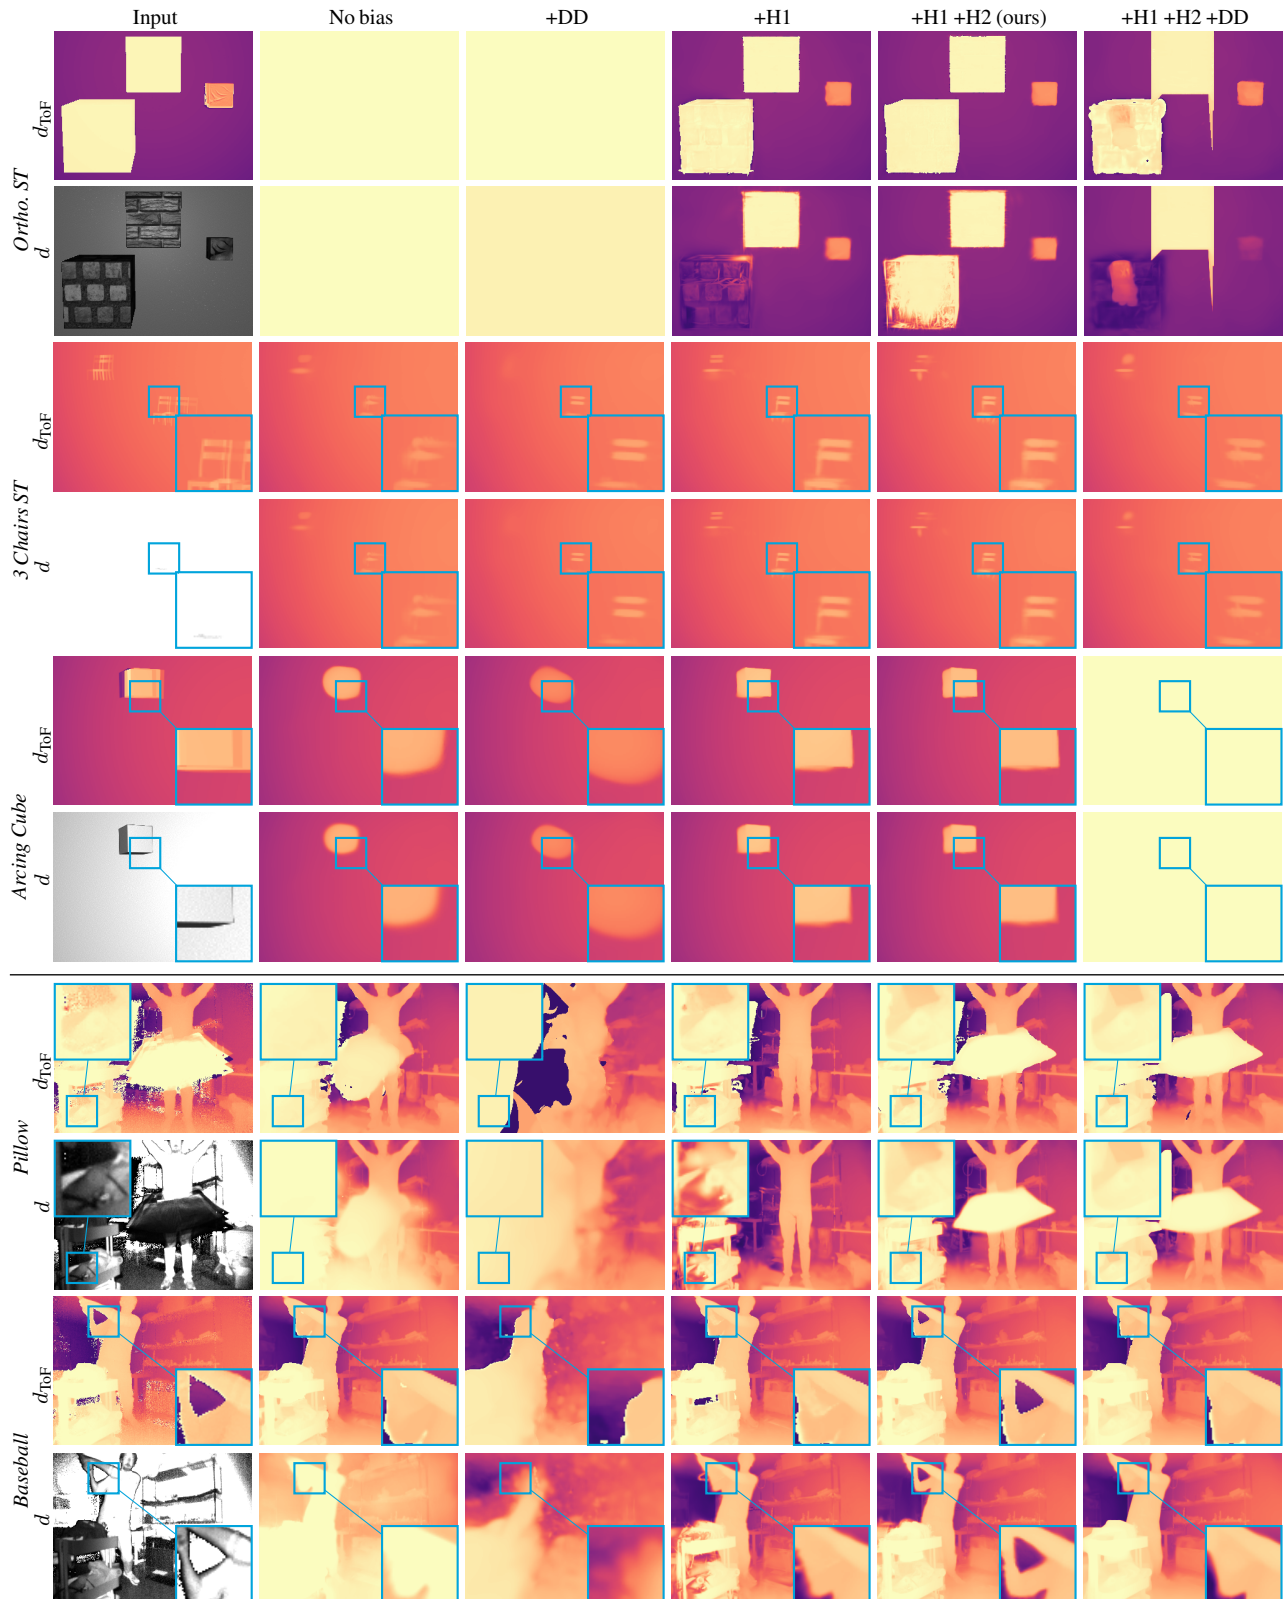 Input No bias +DD +H1 +H1 +H2 (ours) +H1 +H2 +DD
Ortho. ST
dToF
d
3 Chairs ST
dToF
d
Arcing Cube
dToF
d
Pillow
dToF
d
Baseball
dToF
d